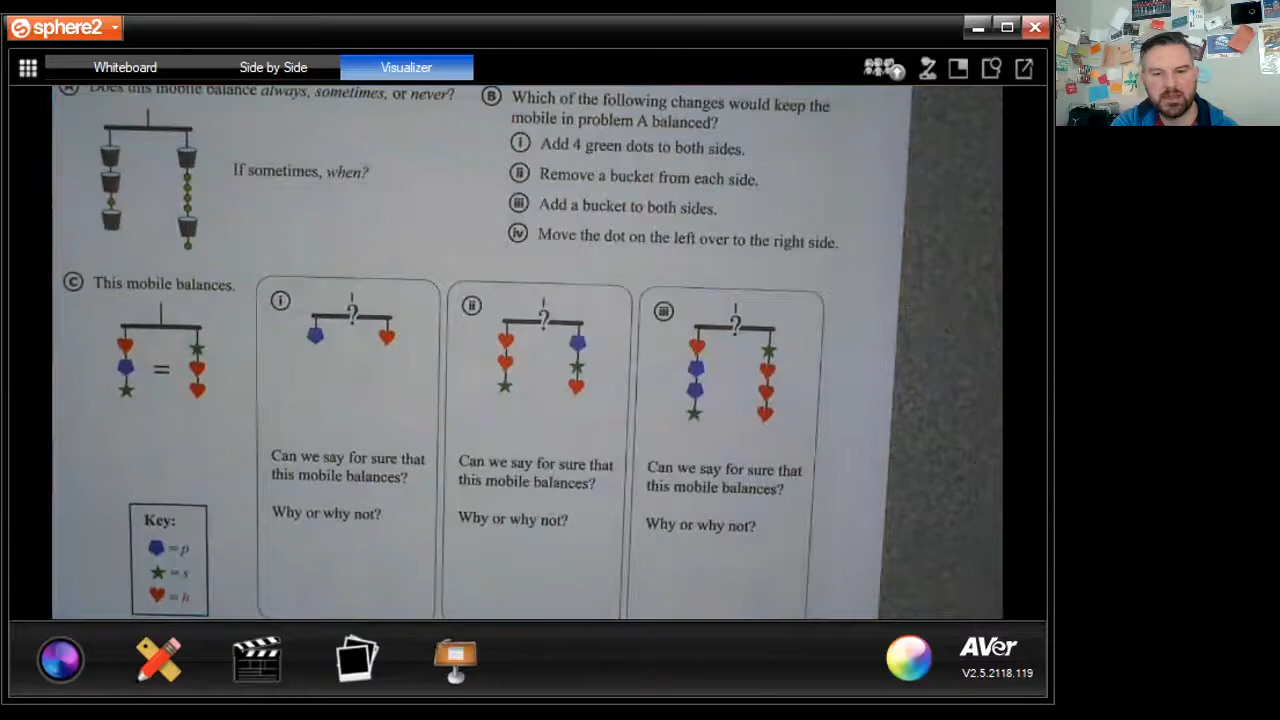 sphere2
Whiteboard
Side by Side
Visualizer
Does this mobile balance always, sometimes, or never?
If sometimes, when?
B Which of the following changes would keep the
mobile in problem A balanced?
i Add 4 green dots to both sides.
ii Remove a bucket from each side.
iii Add a bucket to both sides.
iv Move the dot on the left over to the right side.
C This mobile balances.
=
Key:
= p
= s
= h
i
?
Can we say for sure that
this mobile balances?
Why or why not?
ii
?
Can we say for sure that
this mobile balances?
Why or why not?
iii
?
Can we say for sure that
this mobile balances?
Why or why not?
AVer
V2.5.2118.119